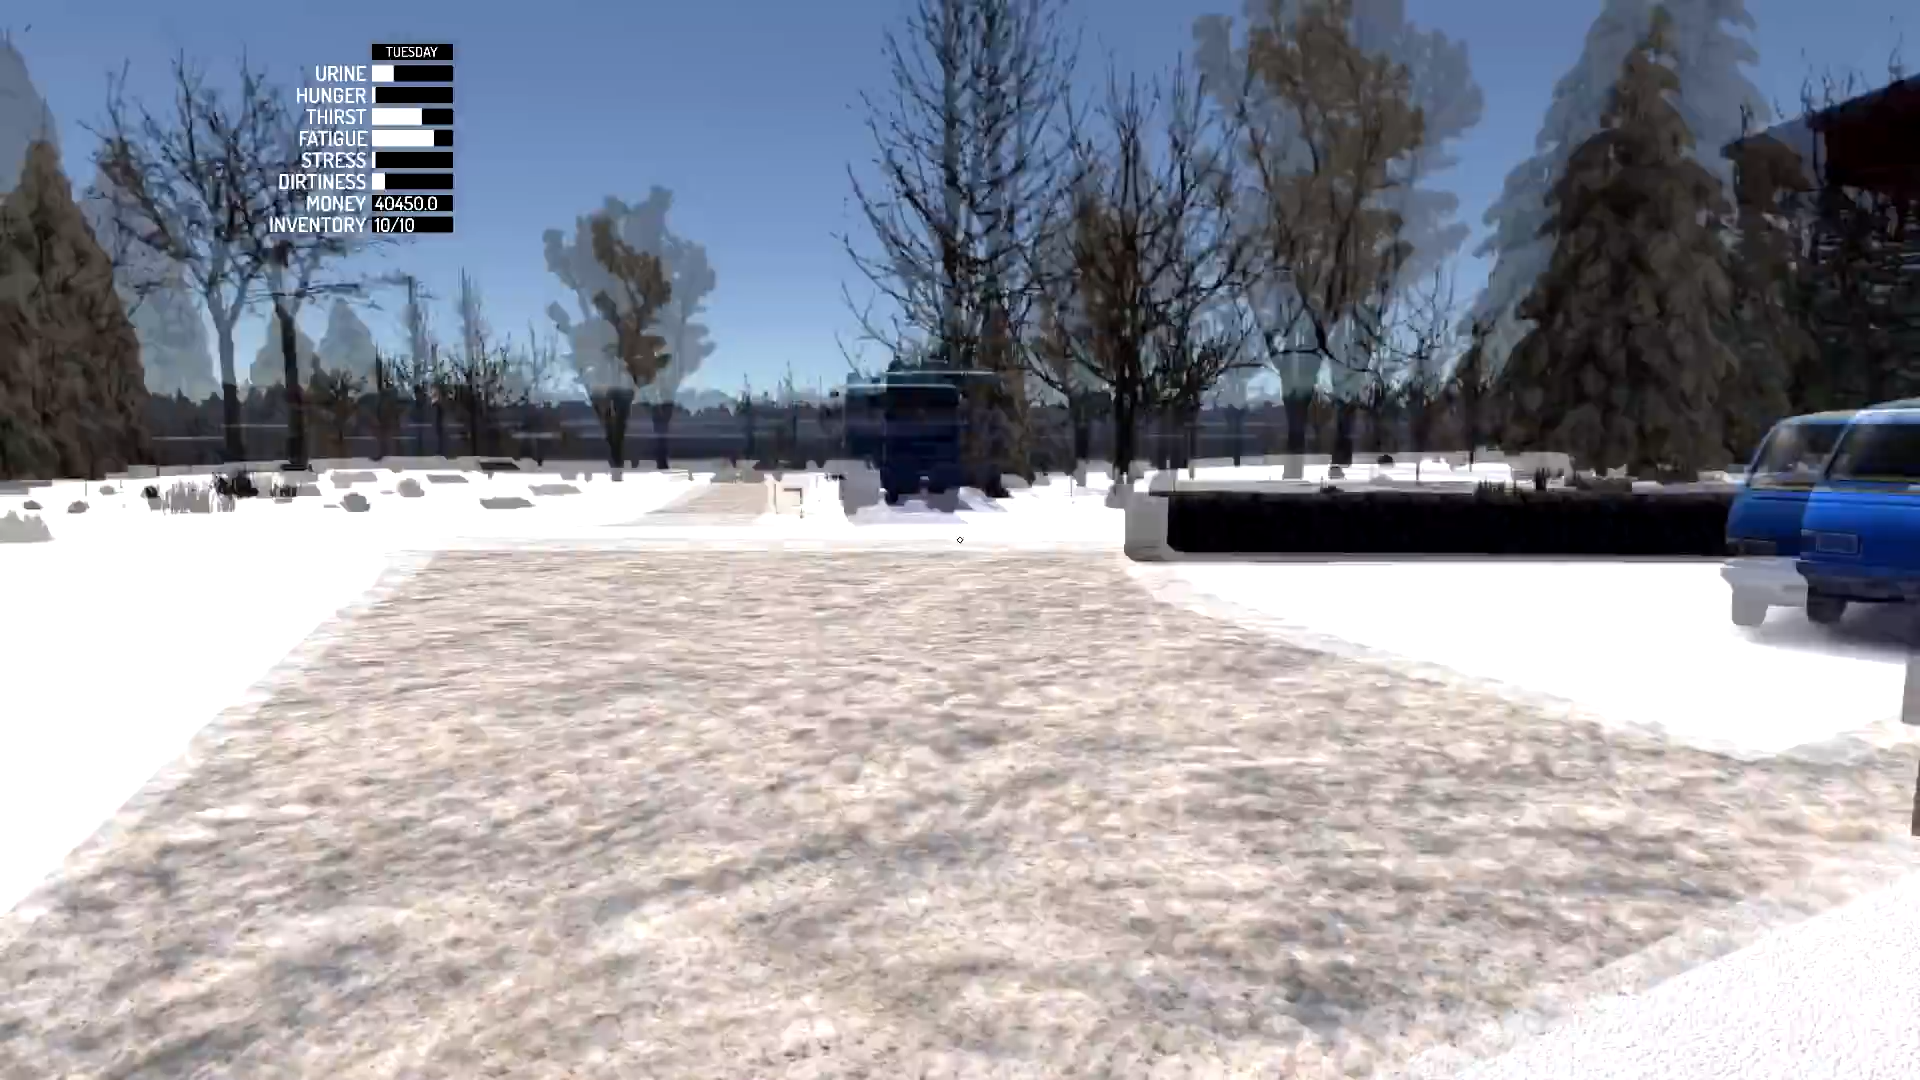 TUESDAY
URINE
HUNGER
THIRST
FATIGUE
STRESS
DIRTINESS
MONEY 40450.0
INVENTORY 10/10